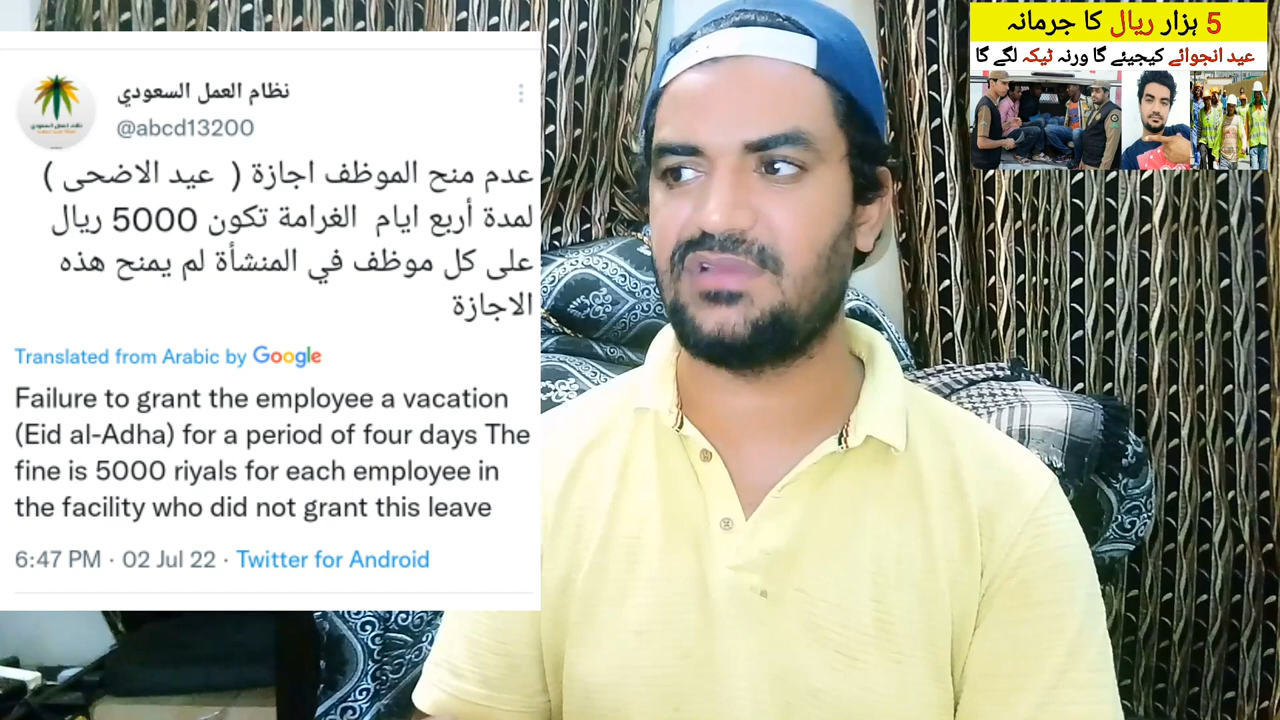 نظام العمل السعودي
@abcd13200
عدم منح الموظف اجازة ( عيد الاضحى )
لمدة أربع ايام الغرامة تكون 5000 ريال
على كل موظف في المنشأة لم يمنح هذه
الاجازة
Translated from Arabic by Google
Failure to grant the employee a vacation
(Eid al-Adha) for a period of four days The
fine is 5000 riyals for each employee in
the facility who did not grant this leave
6:47 PM · 02 Jul 22 · Twitter for Android
5 ہزار ریال کا جرمانہ
عید انجوائے کیجیئے گا ورنہ ٹیکہ لگے گا